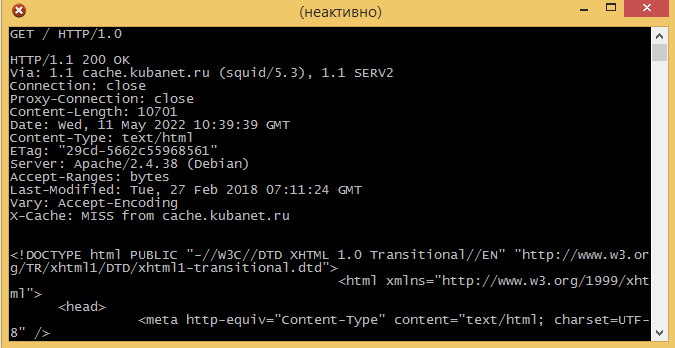 (неактивно)
GET / HTTP/1.0
HTTP/1.1 200 OK
Via: 1.1 cache.kubanet.ru (squid/5.3), 1.1 SERV2
Connection: close
Proxy-Connection: close
Content-Length: 10701
Date: Wed, 11 May 2022 10:39:39 GMT
Content-Type: text/html
ETag: "29cd-5662c55968561"
Server: Apache/2.4.38 (Debian)
Accept-Ranges: bytes
Last-Modified: Tue, 27 Feb 2018 07:11:24 GMT
Vary: Accept-Encoding
X-Cache: MISS from cache.kubanet.ru
<!DOCTYPE html PUBLIC "-//W3C//DTD XHTML 1.0 Transitional//EN" "http://www.w3.or
g/TR/xhtml1/DTD/xhtml1-transitional.dtd">
<html xmlns="http://www.w3.org/1999/xht
ml">
<head>
<meta http-equiv="Content-Type" content="text/html; charset=UTF-
8" />